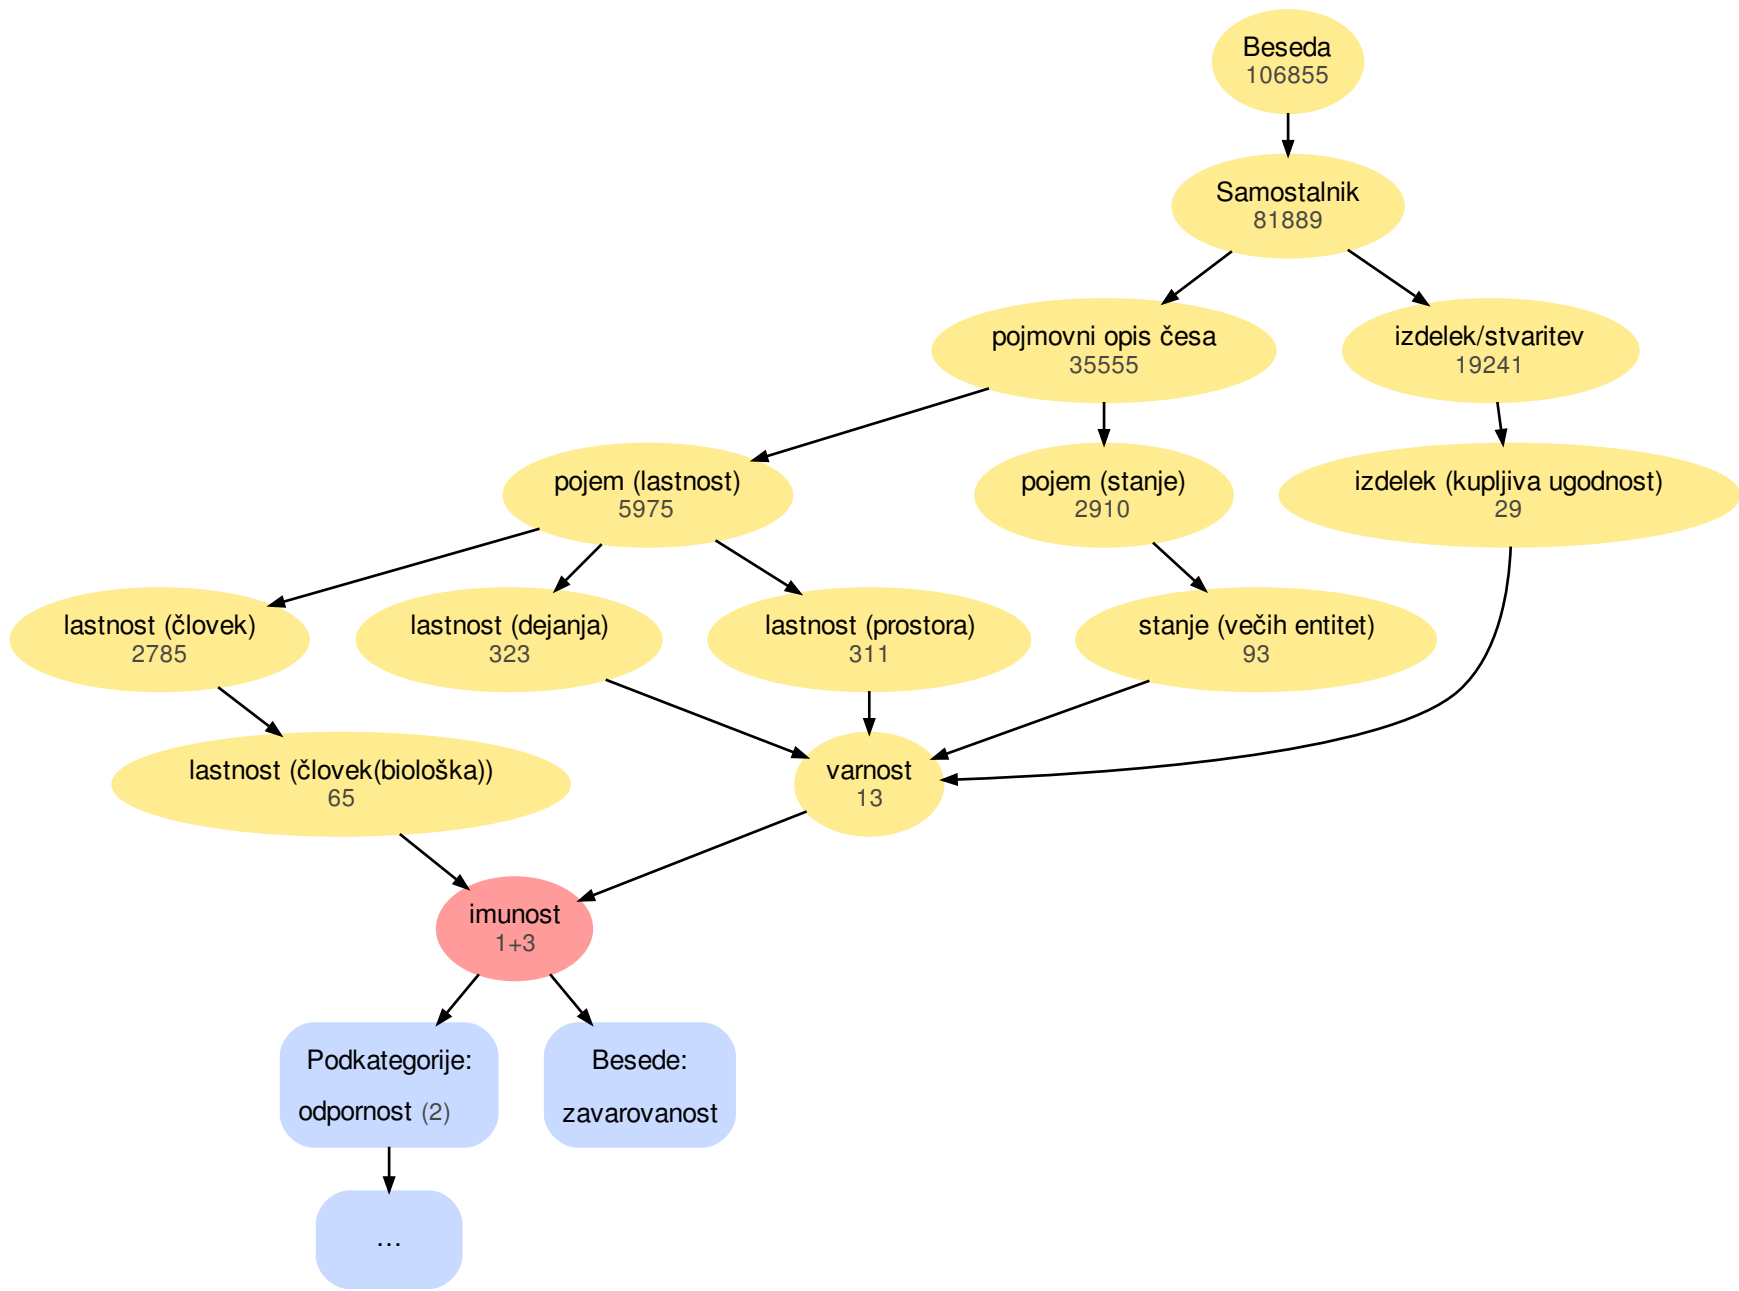 Beseda
106855
Samostalnik
81889
pojmovni opis česa
35555
izdelek/stvaritev
19241
pojem (lastnost)
5975
pojem (stanje)
2910
izdelek (kupljiva ugodnost)
29
lastnost (človek)
2785
lastnost (dejanja)
323
lastnost (prostora)
311
stanje (večih entitet)
93
lastnost (človek(biološka))
65
varnost
13
imunost
1+3
Podkategorije:
odpornost (2)
Besede:
zavarovanost
...